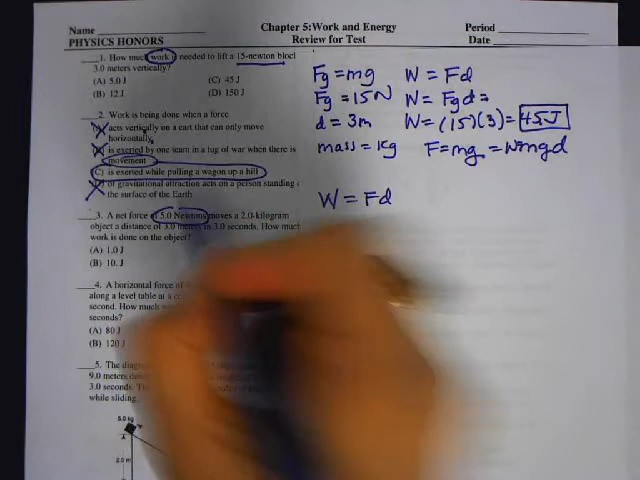 Name
Chapter 5: Work and Energy
Period
PHYSICS HONORS
Review for Test
Date
1. How much work is needed to lift a 15-newton block
3.0 meters vertically?
(A) 5.0 J
(C) 45 J
(B) 12 J
(D) 150 J
2. Work is being done when a force
acts vertically on a cart that can only move
horizontally
is exerted by one team in a tug of war when there is
movement
(C) is exerted while pulling a wagon up a hill
of gravitational attraction acts on a person standing
the surface of the Earth
3. A net force of 5.0 Newtons moves a 2.0-kilogram
object a distance of 3.0 meters in 3.0 seconds. How much
work is done on the object?
(A) 1.0 J
(B) 10. J
4. A horizontal force of
along a level table at a
second. How much
seconds?
(A) 80 J
(B) 120 J
5. The
9.0 meters
3.0 seconds.
while sliding.
5.0 kg
A
2.0 m
Fg = mg
W = Fd
Fg = 15N
W = Fgd =
d = 3m
W = (15)(3) = 45J
mass = Kg
F = mg = W=mgd
W = Fd